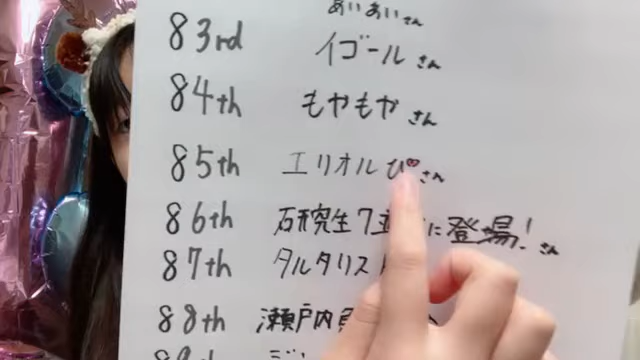 あいあいさん
83rd イゴールさん
84th もやもやさん
85th エリオルぴさん
86th 石研究生7 に登場!さん
87th タルタリス
88th 瀬戸内